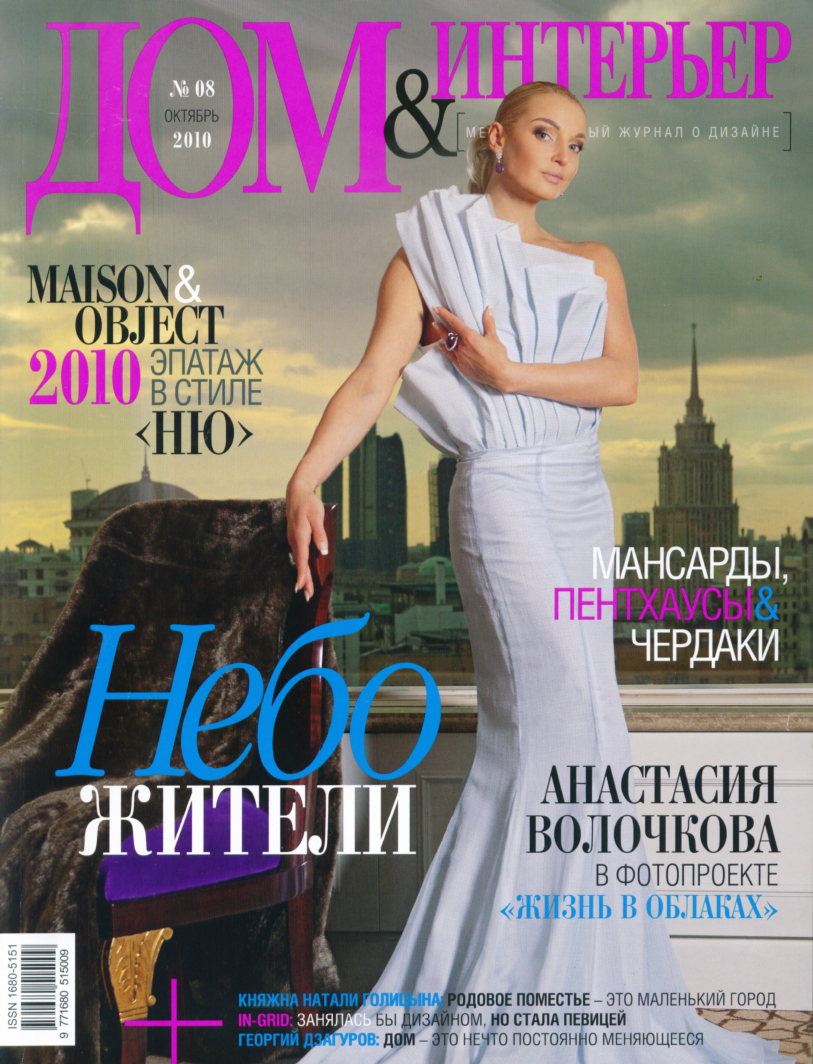 ДОМ & ИНТЕРЬЕР
№ 08
ОКТЯБРЬ
2010
ЫЙ ЖУРНАЛ О ДИЗАЙНЕ
MAISON&
OBJECT
2010 ЭПАТАЖ
В СТИЛЕ
‹НЮ›
МАНСАРДЫ,
ПЕНТХАУСЫ&
ЧЕРДАКИ
Небо
ЖИТЕЛИ
АНАСТАСИЯ
ВОЛОЧКОВА
В ФОТОПРОЕКТЕ
«ЖИЗНЬ В ОБЛАКАХ»
КНЯЖНА НАТАЛИ ГОЛИЦЫНА: РОДОВОЕ ПОМЕСТЬЕ – ЭТО МАЛЕНЬКИЙ ГОРОД
IN-GRID: ЗАНЯЛАСЬ БЫ ДИЗАЙНОМ, НО СТАЛА ПЕВИЦЕЙ
ГЕОРГИЙ ДЗАГУРОВ: ДОМ – ЭТО НЕЧТО ПОСТОЯННО МЕНЯЮЩЕЕСЯ
ISSN 1680-5151
9 771680 515009